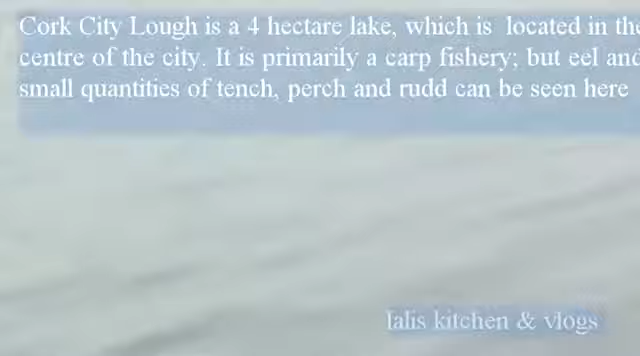 Cork City Lough is a 4 hectare lake, which is located in the
centre of the city. It is primarily a carp fishery; but eel and
small quantities of tench, perch and rudd can be seen here
lalis kitchen & vlogs